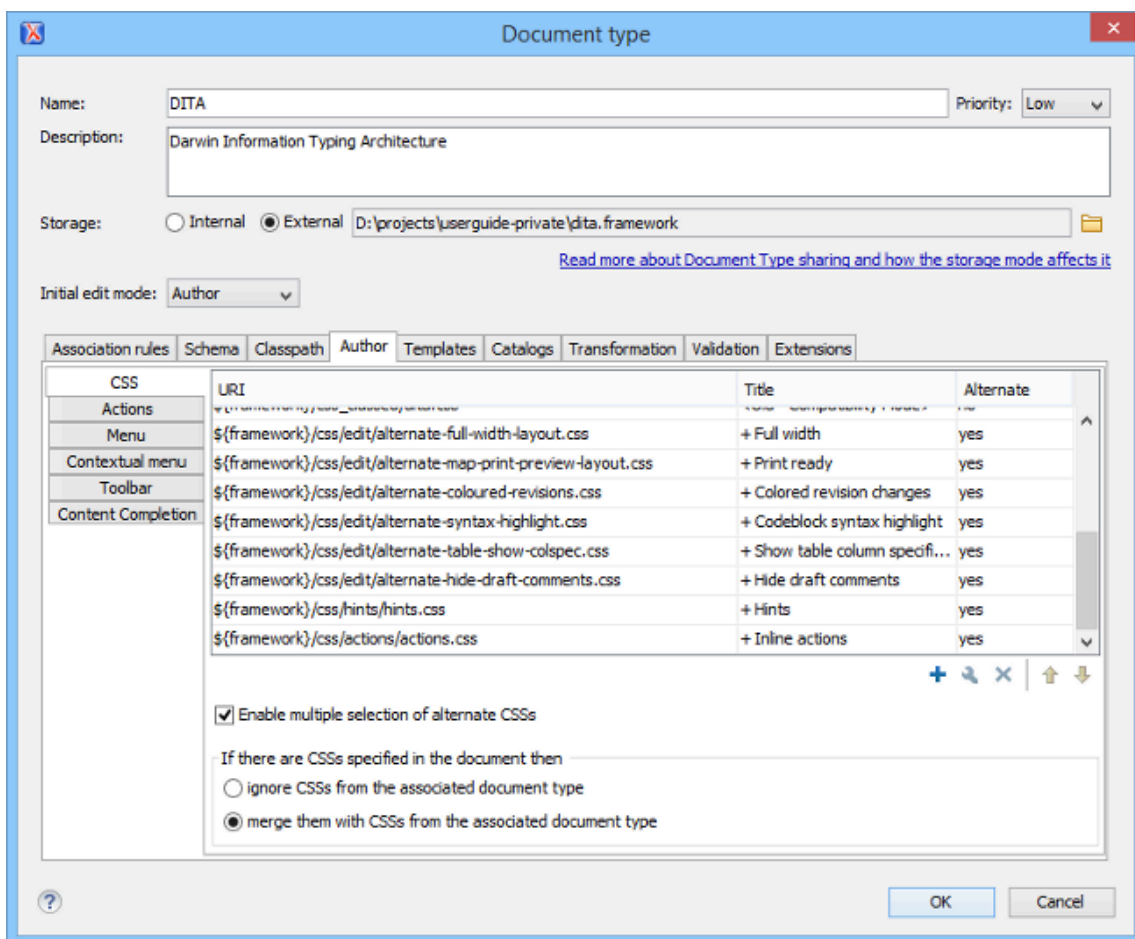 Document type
Name: DITA Priority: Low
Description: Darwin Information Typing Architecture
Storage: Internal External D:\projects\userguide-private\dita.framework
Read more about Document Type sharing and how the storage mode affects it
Initial edit mode: Author
Association rules Schema Classpath Author Templates Catalogs Transformation Validation Extensions
CSS
Actions
Menu
Contextual menu
Toolbar
Content Completion
URI Title Alternate
${framework}/css/edit/alternate-full-width-layout.css + Full width yes
${framework}/css/edit/alternate-map-print-preview-layout.css + Print ready yes
${framework}/css/edit/alternate-coloured-revisions.css + Colored revision changes yes
${framework}/css/edit/alternate-syntax-highlight.css + Codeblock syntax highlight yes
${framework}/css/edit/alternate-table-show-colspec.css + Show table column specifi... yes
${framework}/css/edit/alternate-hide-draft-comments.css + Hide draft comments yes
${framework}/css/hints/hints.css + Hints yes
${framework}/css/actions/actions.css + Inline actions yes
Enable multiple selection of alternate CSSs
If there are CSSs specified in the document then
ignore CSSs from the associated document type
merge them with CSSs from the associated document type
? OK Cancel